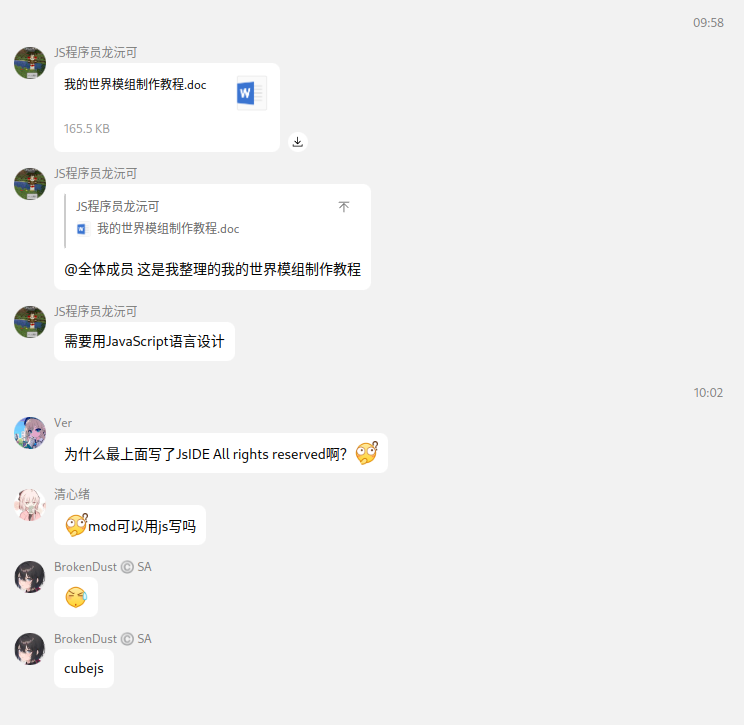 09:58
JS程序员龙沅可
我的世界模组制作教程.doc
W
165.5 KB
JS程序员龙沅可
JS程序员龙沅可
我的世界模组制作教程.doc
@全体成员 这是我整理的我的世界模组制作教程
JS程序员龙沅可
需要用JavaScript语言设计
10:02
Ver
为什么最上面写了JsIDE All rights reserved啊？
清心绪
mod可以用js写吗
BrokenDust Ⓒ SA
BrokenDust Ⓒ SA
cubejs